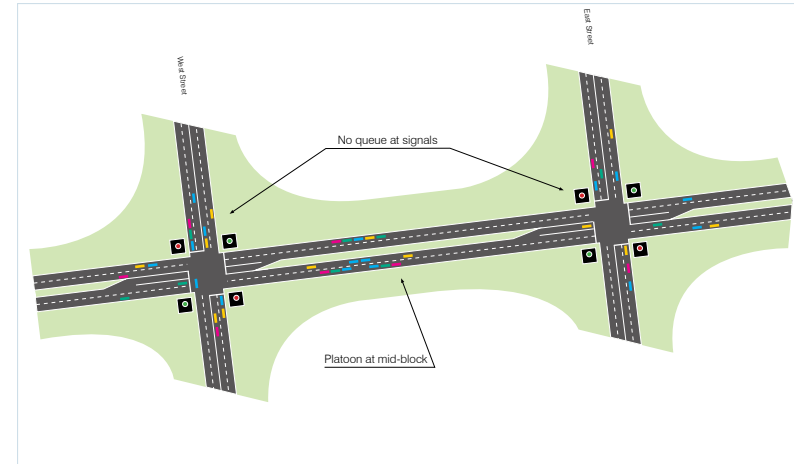 East Street
West Street
No queue at signals
Platoon at mid-block